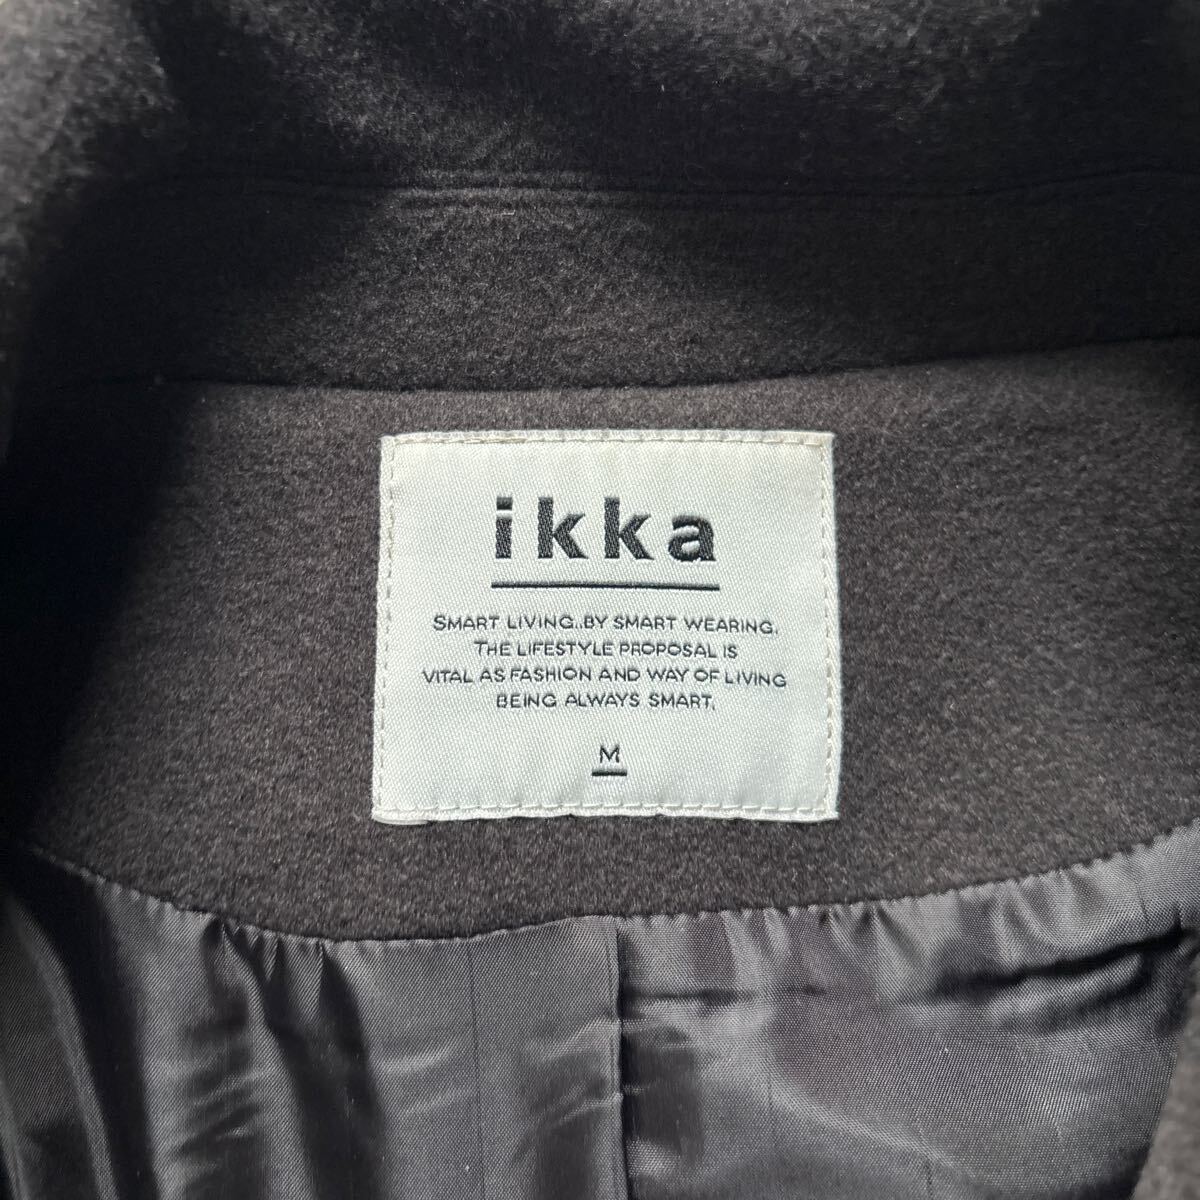 ikka
SMART LIVING..BY SMART WEARING.
THE LIFESTYLE PROPOSAL IS
VITAL AS FASHION AND WAY OF LIVING
BEING ALWAYS SMART.
M